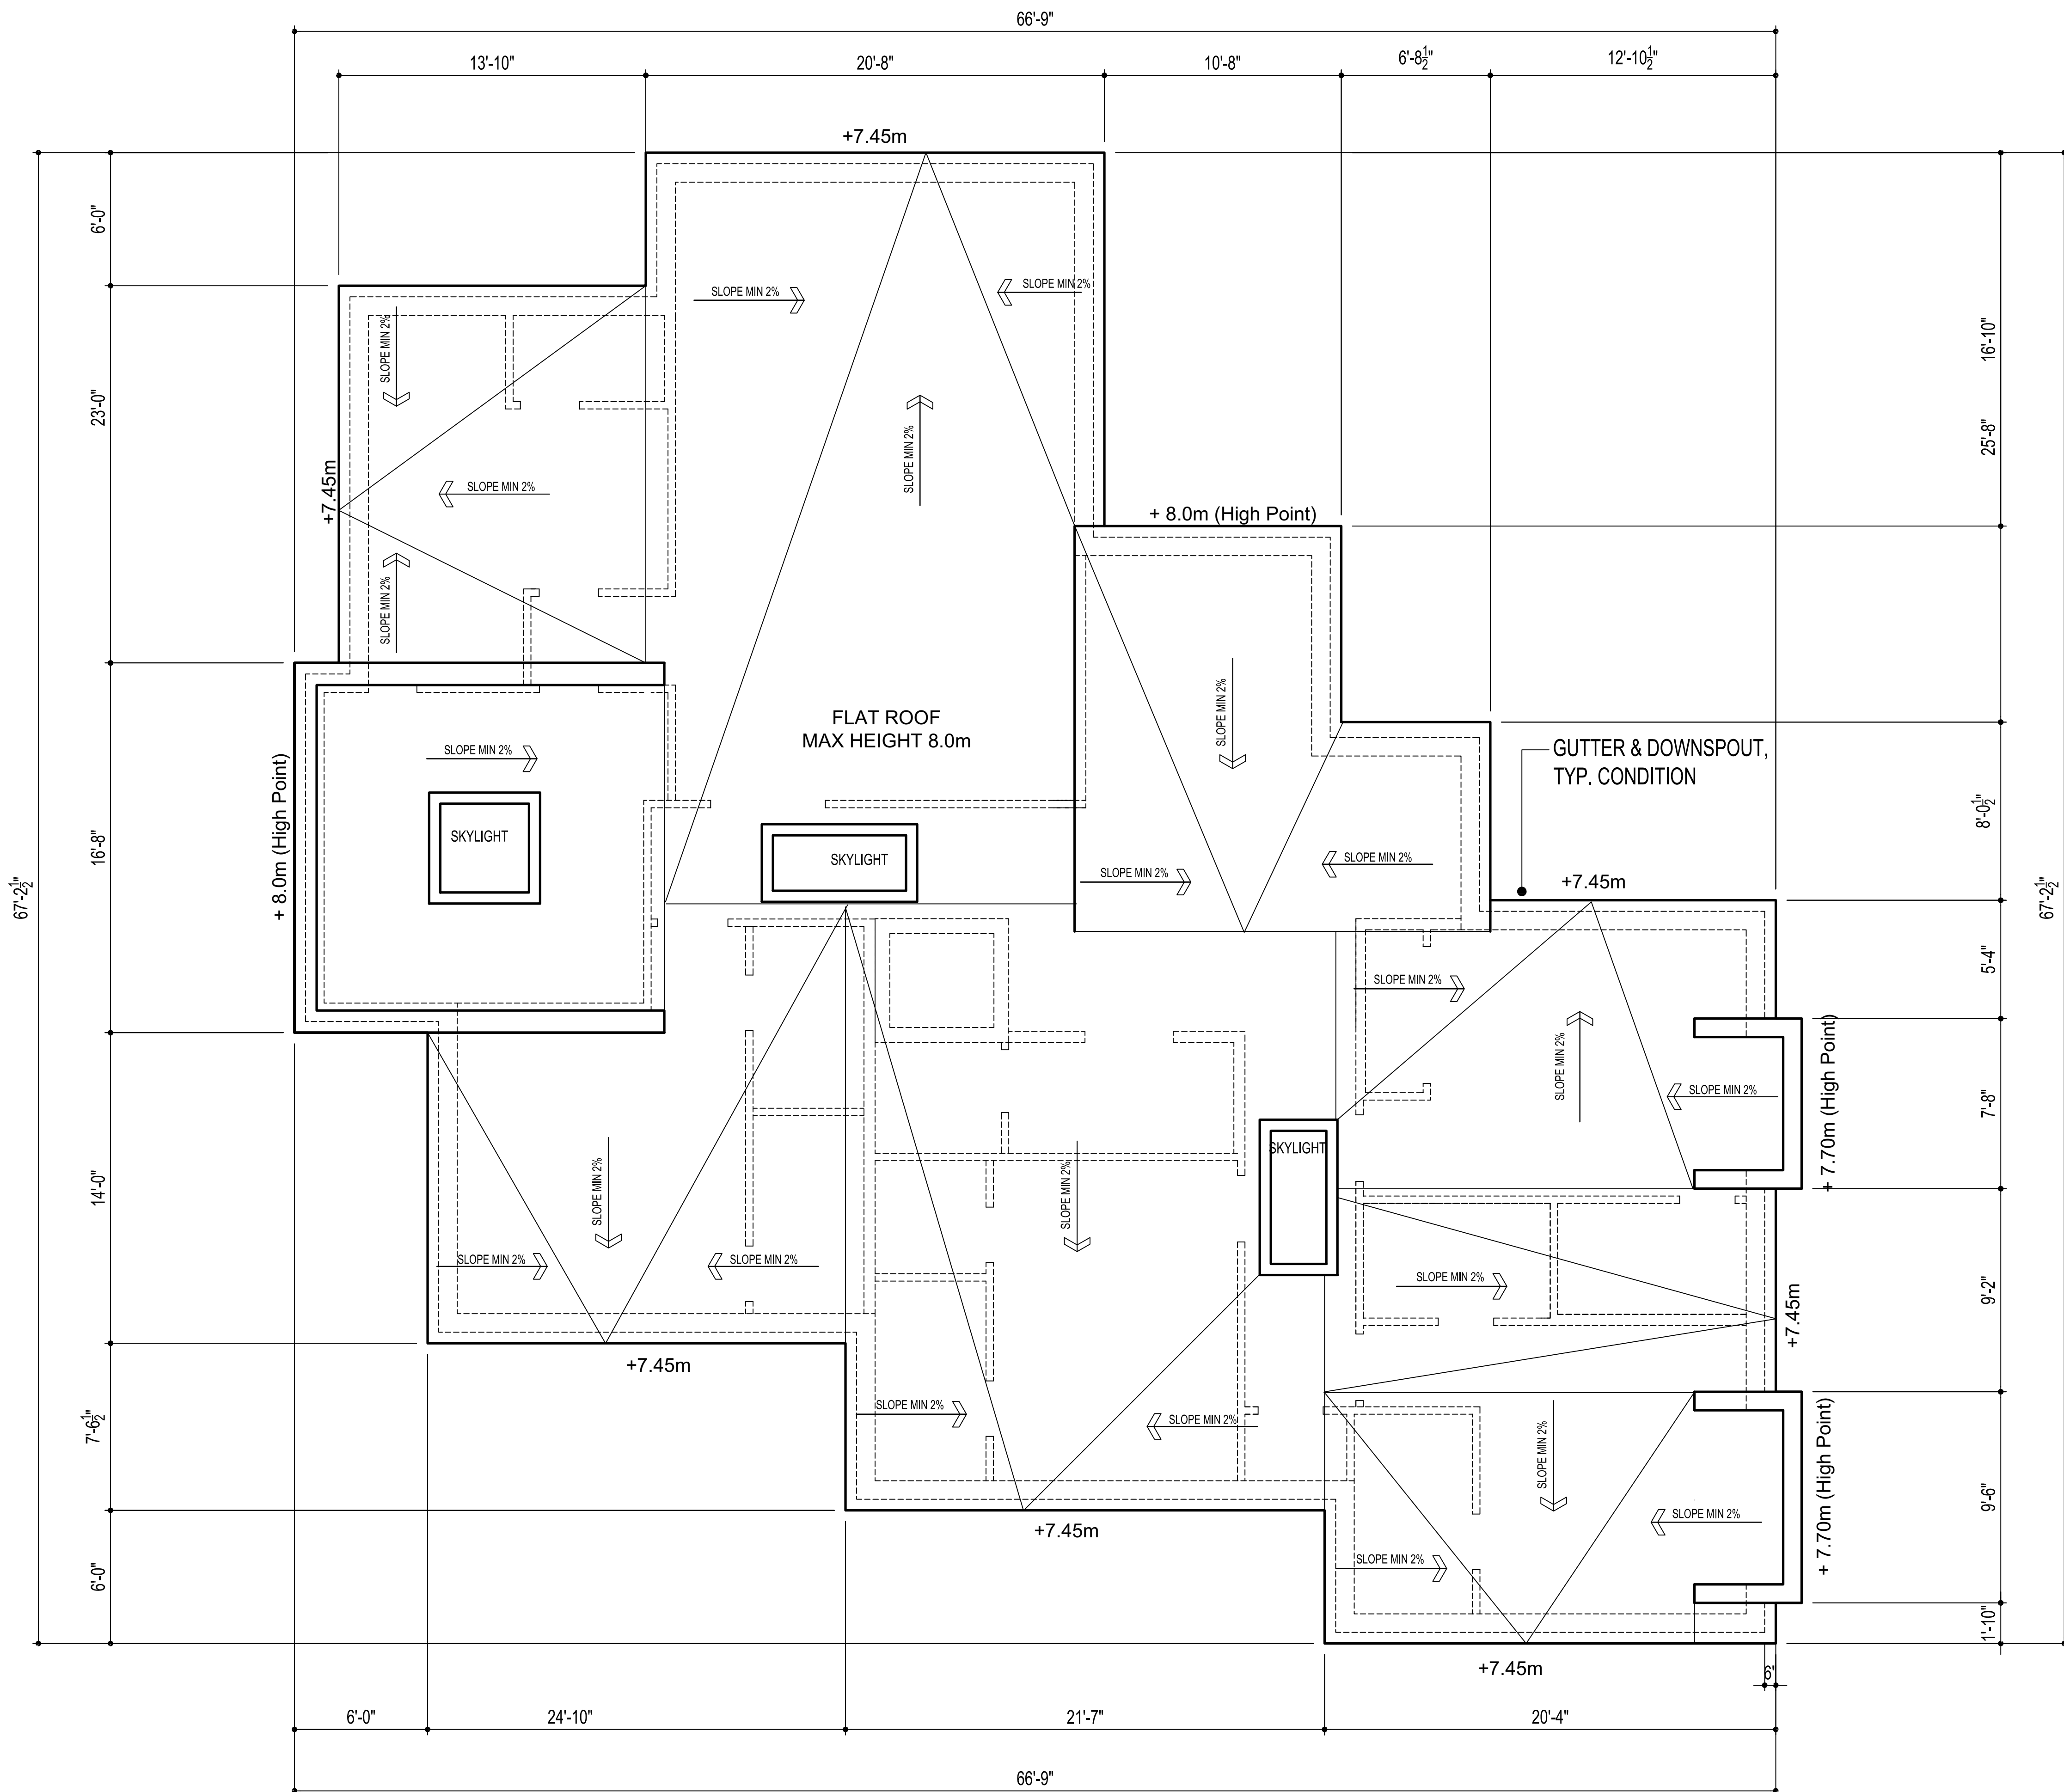 66'-9"
13'-10"
20'-8"
10'-8"
6'-8½"
12'-10½"
+7.45m
6'-0"
SLOPE MIN 2%
SLOPE MIN 2%
16'-10"
SLOPE MIN 2%
23'-0"
25'-8"
SLOPE MIN 2%
SLOPE MIN 2%
+7.45m
+ 8.0m (High Point)
SLOPE MIN 2%
SLOPE MIN 2%
FLAT ROOF
MAX HEIGHT 8.0m
SLOPE MIN 2%
GUTTER & DOWNSPOUT,
TYP. CONDITION
+ 8.0m (High Point)
SKYLIGHT
SKYLIGHT
16'-8"
8'-0½"
67'-2½"
67'-2½"
SLOPE MIN 2%
SLOPE MIN 2%
+7.45m
SLOPE MIN 2%
5'-4"
SLOPE MIN 2%
SLOPE MIN 2%
+ 7.70m (High Point)
7'-8"
SKYLIGHT
14'-0"
SLOPE MIN 2%
SLOPE MIN 2%
SLOPE MIN 2%
SLOPE MIN 2%
SLOPE MIN 2%
9'-2"
+7.45m
+7.45m
7'-6½"
SLOPE MIN 2%
SLOPE MIN 2%
SLOPE MIN 2%
SLOPE MIN 2%
+ 7.70m (High Point)
9'-6"
+7.45m
SLOPE MIN 2%
6'-0"
1'-10"
+7.45m
6"
6'-0"
24'-10"
21'-7"
20'-4"
66'-9"